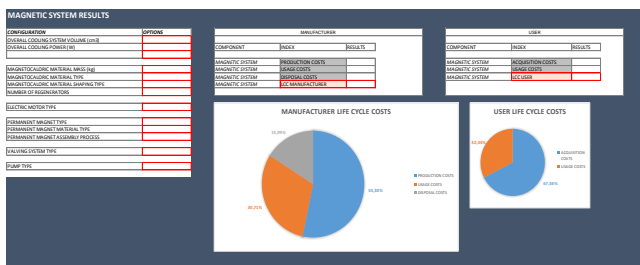 MAGNETIC SYSTEM RESULTS
CONFIGURATION OPTIONS
OVERALL COOLING SYSTEM VOLUME (cm3)
OVERALL COOLING POWER (W)
MAGNETOCALORIC MATERIAL MASS (kg)
MAGNETOCALORIC MATERIAL TYPE
MAGNETOCALORIC MATERIAL SHAPING TYPE
NUMBER OF REGENERATORS
ELECTRIC MOTOR TYPE
PERMANENT MAGNET TYPE
PERMANENT MAGNET MATERIAL TYPE
PERMANENT MAGNET ASSEMBLY PROCESS
VALVING SYSTEM TYPE
PUMP TYPE
MANUFACTURER
COMPONENT INDEX RESULTS
MAGNETIC SYSTEM PRODUCTION COSTS
MAGNETIC SYSTEM USAGE COSTS
MAGNETIC SYSTEM DISPOSAL COSTS
MAGNETIC SYSTEM LCC MANUFACTURER
USER
COMPONENT INDEX RESULTS
MAGNETIC SYSTEM ACQUISITION COSTS
MAGNETIC SYSTEM USAGE COSTS
MAGNETIC SYSTEM LCC USER
MANUFACTURER LIFE CYCLE COSTS
PRODUCTION COSTS
USAGE COSTS
DISPOSAL COSTS
USER LIFE CYCLE COSTS
ACQUISITION
COSTS
USAGE COSTS